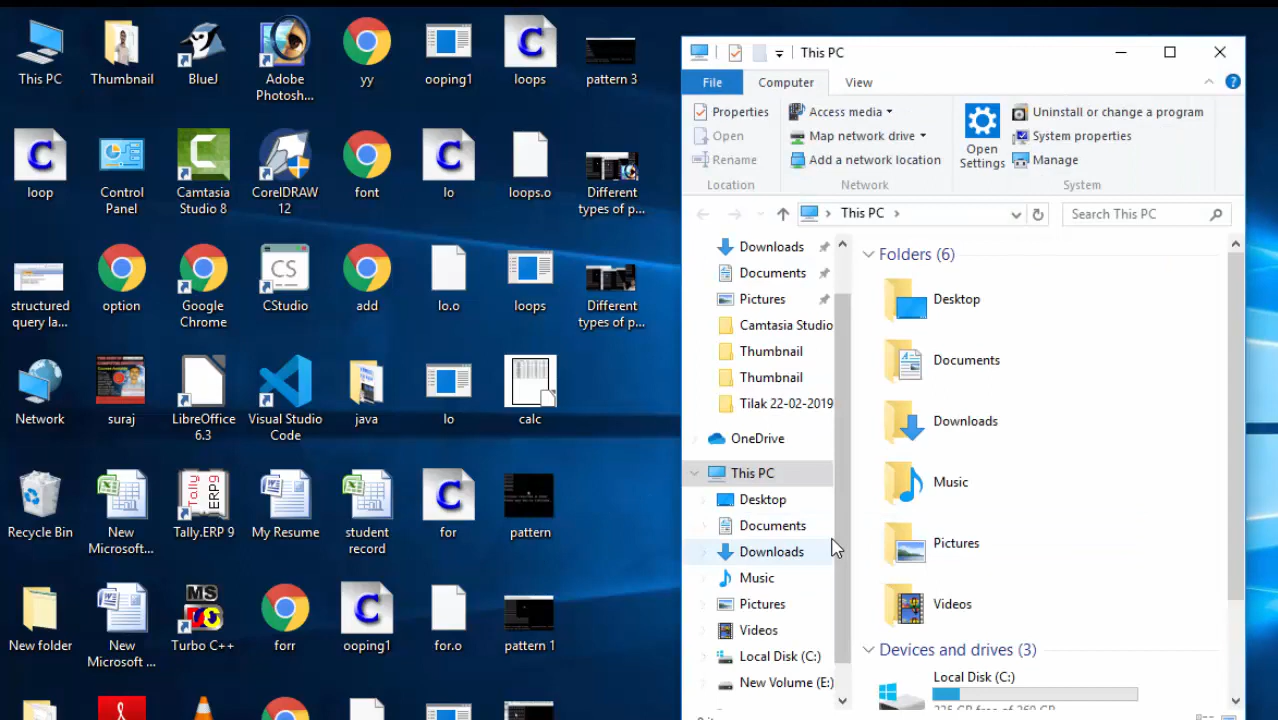 This PC
Thumbnail
BlueJ
Adobe
Photosh...
yy
ooping1
loops
pattern 3
loop
Control
Panel
Camtasia
Studio 8
CorelDRAW
12
font
lo
loops.o
Different
types of p...
structured
query la...
option
Google
Chrome
CStudio
add
lo.o
loops
Different
types of p...
Network
suraj
LibreOffice
6.3
Visual Studio
Code
java
lo
calc
Recycle Bin
New
Microsoft...
Tally.ERP 9
My Resume
student
record
for
pattern
New folder
New
Microsoft ...
Turbo C++
forr
ooping1
for.o
pattern 1
This PC
File
Computer
View
Properties
Open
Rename
Location
Access media
Map network drive
Add a network location
Network
Open
Settings
Uninstall or change a program
System properties
Manage
System
This PC
Search This PC
Downloads
Documents
Pictures
Camtasia Studio
Thumbnail
Thumbnail
Tilak 22-02-2019
OneDrive
This PC
Desktop
Documents
Downloads
Music
Pictures
Videos
Local Disk (C:)
New Volume (E:)
Folders (6)
Desktop
Documents
Downloads
Music
Pictures
Videos
Devices and drives (3)
Local Disk (C:)